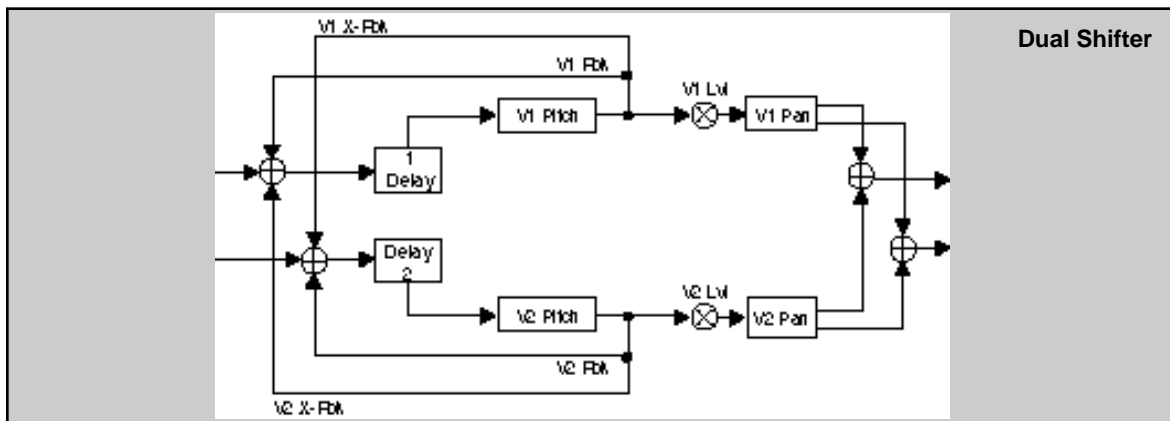 Dual Shifter
V1 X-Fbk
V1 Fbk
V1 Lvl
V1 Pitch
V1 Pan
1
Delay
Delay
2
V2 Lvl
V2 Pitch
V2 Pan
V2 Fbk
V2 X-Fbk